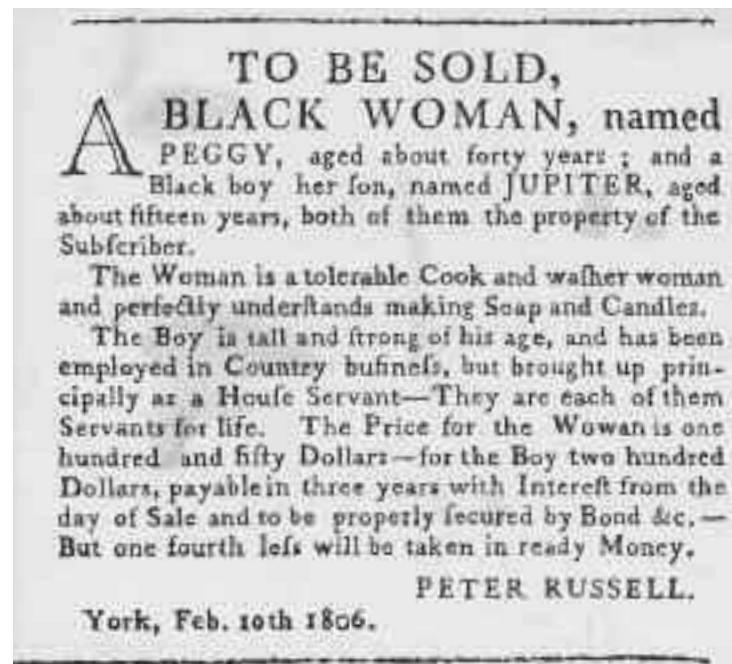 TO BE SOLD,
A BLACK WOMAN, named
PEGGY, aged about forty years ; and a
Black boy her ſon, named JUPITER, aged
about fifteen years, both of them the property of the
Subſcriber.
The Woman is a tolerable Cook and waſher woman
and perfectly underſtands making Soap and Candles.
The Boy is tall and ſtrong of his age, and has been
employed in Country buſineſs, but brought up prin-
cipally as a Houſe Servant—They are each of them
Servants for life. The Price for the Wowan is one
hundred and fifty Dollars—for the Boy two hundred
Dollars, payable in three years with Intereſt from the
day of Sale and to be properly ſecured by Bond &c.—
But one fourth leſs will be taken in ready Money.
PETER RUSSELL.
York, Feb. 10th 1806.